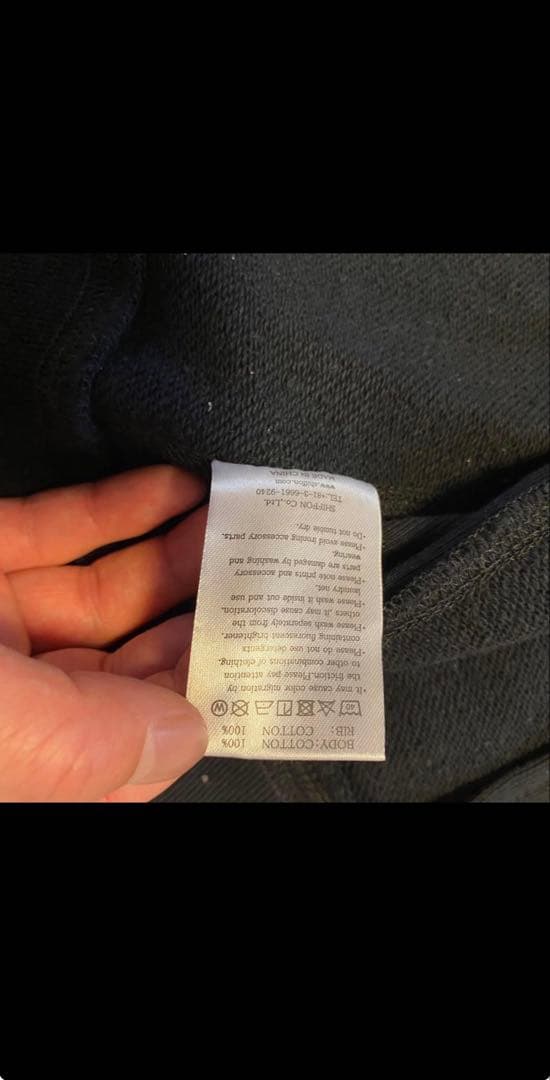 BODY:COTTON 100%
RIB: COTTON 100%
40
W
•It may cause color migration by
the friction.Please pay attention
to other combinations of clothing.
•Please do not use detergents
containing fluorescent brightener.
•Please wash separately from the
others ,it may cause discoloration.
•Please wash it inside out and use
laundry net.
•Please note prints and accessory
parts are damaged by washing and
wearing.
•Please avoid ironing accessory parts.
•Do not tumble dry.
SHIFFON Co.,Ltd.
TEL:+81-3-6661-9240
www.shiffon.com
MADE IN CHINA